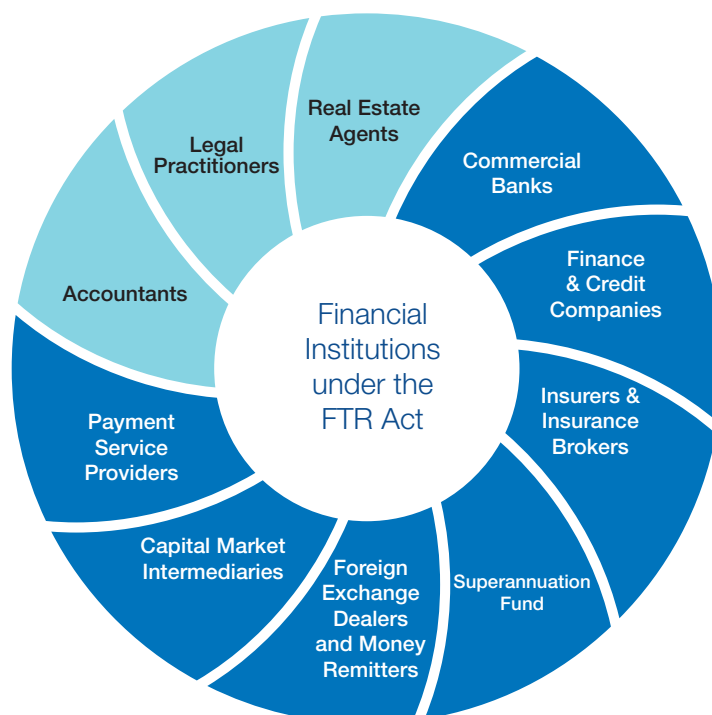 Financial
Institutions
under the
FTR Act
Real Estate
Agents
Commercial
Banks
Finance
& Credit
Companies
Insurers &
Insurance
Brokers
Superannuation
Fund
Foreign
Exchange
Dealers
and Money
Remitters
Capital Market
Intermediaries
Payment
Service
Providers
Accountants
Legal
Practitioners